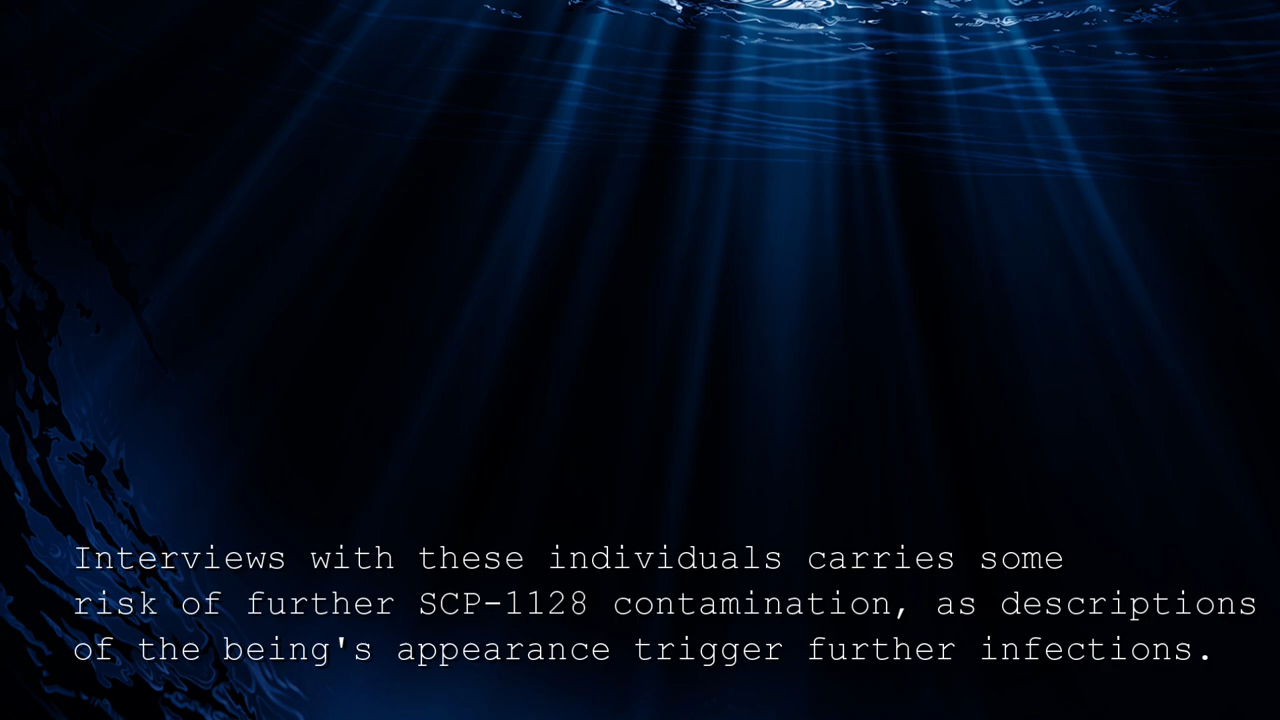 Interviews with these individuals carries some
risk of further SCP-1128 contamination, as descriptions
of the being's appearance trigger further infections.